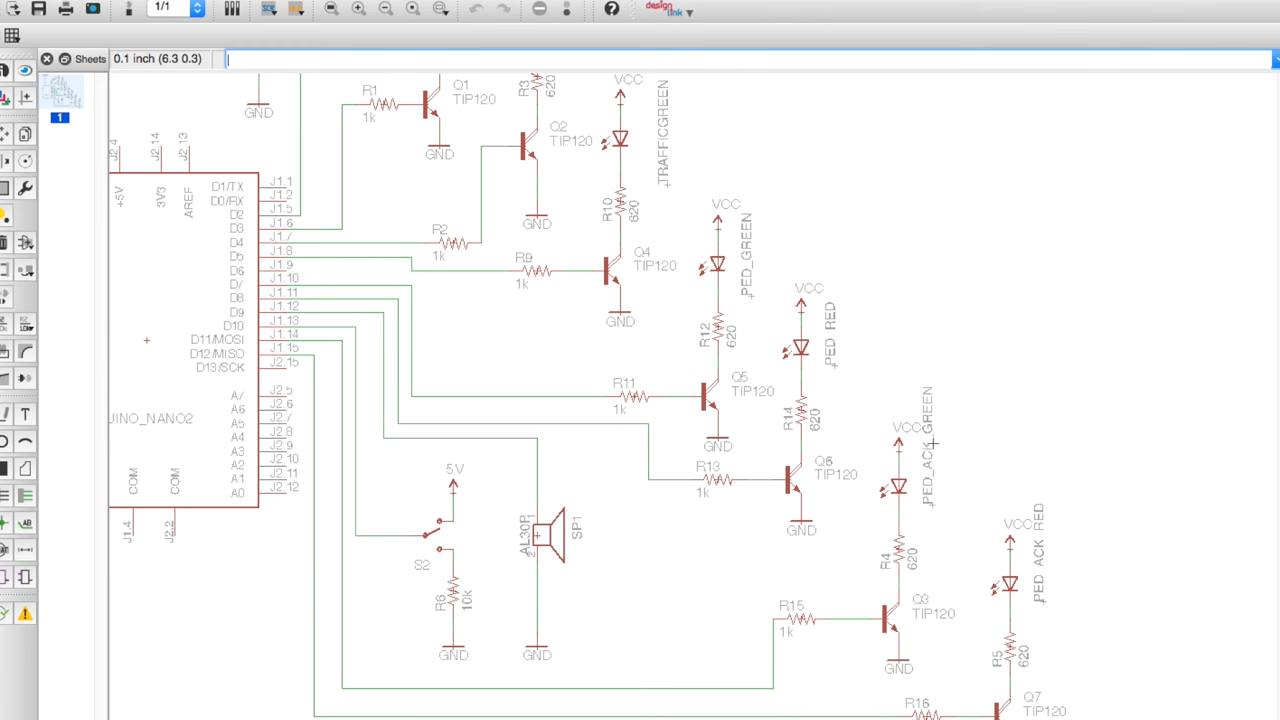 1/1
design
link
Sheets
0.1 inch (6.3 0.3)
1
GND
R1
1k
Q1
TIP120
GND
R3
620
Q2
TIP120
GND
VCC
TRAFFICGREEN
R10
620
Q4
TIP120
GND
R2
1k
R9
1k
VCC
PED_GREEN
R12
620
Q5
TIP120
GND
R11
1k
VCC
PED_RED
R14
620
Q6
TIP120
GND
R13
1k
VCC
PED_ACK_GREEN
R4
620
Q3
TIP120
GND
R15
1k
VCC
PED_ACK_RED
R5
620
Q7
TIP120
R16
J2.4
J2.14
J2.13
+5V
3V3
AREF
D1/TX J1.1
D0/RX J1.2
D2 J1.5
D3 J1.6
D4 J1.7
D5 J1.8
D6 J1.9
D7 J1.10
D8 J1.11
D9 J1.12
D10 J1.13
D11/MOSI J1.14
D12/MISO J1.15
D13/SCK J2.15
A7 J2.5
A6 J2.6
A5 J2.7
A4 J2.8
A3 J2.9
A2 J2.10
A1 J2.11
A0 J2.12
UINO_NANO2
COM
COM
J1.4
J2.2
5V
S2
R6
10k
GND
AL30P
1
2
SP1
GND